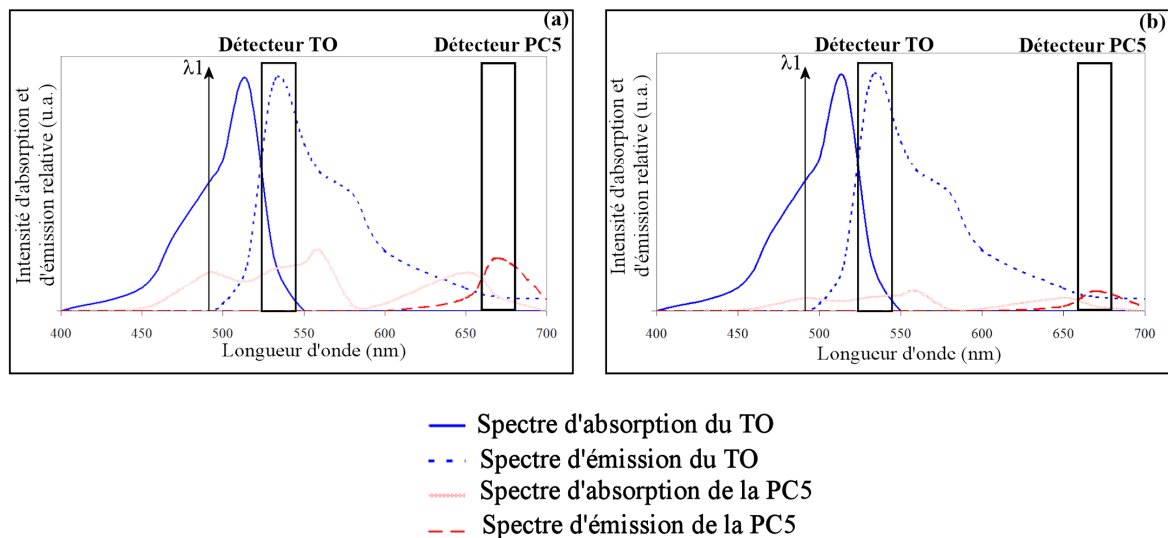 (a)
Détecteur TO
Détecteur PC5
λ1
Intensité d'absorption et
d'émission relative (u.a.)
400
450
500
550
600
650
700
Longueur d'onde (nm)
(b)
Détecteur TO
Détecteur PC5
λ1
Intensité d'absorption et
d'émission relative (u.a.)
400
450
500
550
600
650
700
Longueur d'onde (nm)
Spectre d'absorption du TO
Spectre d'émission du TO
Spectre d'absorption de la PC5
Spectre d'émission de la PC5